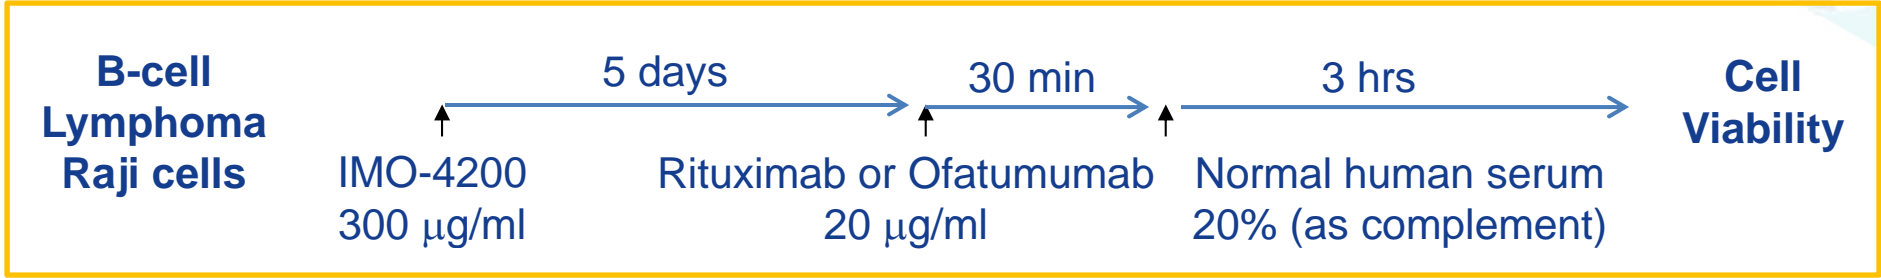 B-cell
Lymphoma
Raji cells
5 days
30 min
3 hrs
IMO-4200
300 μg/ml
Rituximab or Ofatumumab
20 μg/ml
Normal human serum
20% (as complement)
Cell
Viability